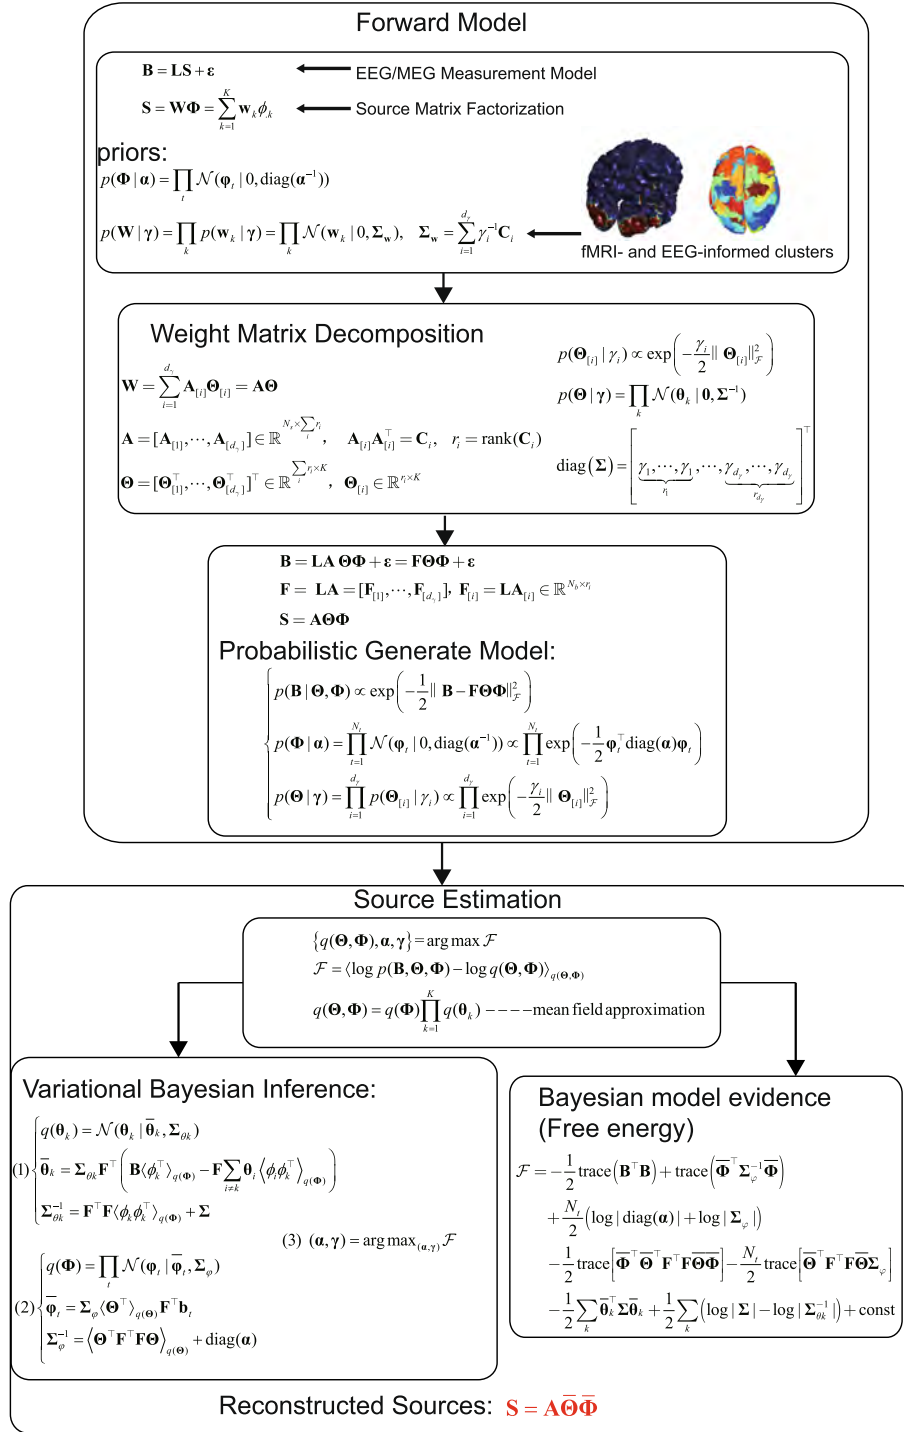 Forward Model
B = LS + ε
EEG/MEG Measurement Model
S = WΦ = ∑_{k=1}^{K} w_k ϕ_k
Source Matrix Factorization
priors:
p(Φ | α) = ∏_t 𝒩(φ_t | 0, diag(α^{-1}))
p(W | γ) = ∏_k p(w_k | γ) = ∏_k 𝒩(w_k | 0, Σ_w), Σ_w = ∑_{i=1}^{d_γ} γ_i^{-1} C_i
fMRI- and EEG-informed clusters
Weight Matrix Decomposition
W = ∑_{i=1}^{d_γ} A_{[i]} Θ_{[i]} = AΘ
A = [A_{[1]}, ⋯, A_{[d_γ]}] ∈ ℝ^{N_s × ∑_i r_i}, A_{[i]} A_{[i]}^⊤ = C_i, r_i = rank(C_i)
Θ = [Θ_{[1]}^⊤, ⋯, Θ_{[d_γ]}^⊤]^⊤ ∈ ℝ^{∑_i r_i × K}, Θ_{[i]} ∈ ℝ^{r_i × K}
p(Θ_{[i]} | γ_i) ∝ exp(−γ_i/2 ‖ Θ_{[i]} ‖_ℱ^2)
p(Θ | γ) = ∏_k 𝒩(θ_k | 0, Σ^{-1})
diag(Σ) = [γ_1, ⋯, γ_1 (r_1), ⋯, γ_{d_γ}, ⋯, γ_{d_γ} (r_{d_γ})]^⊤
B = LAΘΦ + ε = FΘΦ + ε
F = LA = [F_{[1]}, ⋯, F_{[d_γ]}], F_{[i]} = LA_{[i]} ∈ ℝ^{N_b × r_i}
S = AΘΦ
Probabilistic Generate Model:
p(B | Θ, Φ) ∝ exp(−1/2 ‖ B − FΘΦ ‖_ℱ^2)
p(Φ | α) = ∏_{t=1}^{N_t} 𝒩(φ_t | 0, diag(α^{-1})) ∝ ∏_{t=1}^{N_t} exp(−1/2 φ_t^⊤ diag(α) φ_t)
p(Θ | γ) = ∏_{i=1}^{d_γ} p(Θ_{[i]} | γ_i) ∝ ∏_{i=1}^{d_γ} exp(−γ_i/2 ‖ Θ_{[i]} ‖_ℱ^2)
Source Estimation
{q(Θ, Φ), α, γ} = arg max ℱ
ℱ = ⟨log p(B, Θ, Φ) − log q(Θ, Φ)⟩_{q(Θ,Φ)}
q(Θ, Φ) = q(Φ) ∏_{k=1}^{K} q(θ_k) ---- mean field approximation
Variational Bayesian Inference:
(1) q(θ_k) = 𝒩(θ_k | θ̄_k, Σ_{θk})
θ̄_k = Σ_{θk} F^⊤ (B⟨ϕ_k^⊤⟩_{q(Φ)} − F ∑_{i≠k} θ_i ⟨ϕ_i ϕ_k^⊤⟩_{q(Φ)})
Σ_{θk}^{-1} = F^⊤F⟨ϕ_k ϕ_k^⊤⟩_{q(Φ)} + Σ
(3) (α, γ) = arg max_{(α,γ)} ℱ
(2) q(Φ) = ∏_t 𝒩(φ_t | φ̄_t, Σ_φ)
φ̄_t = Σ_φ ⟨Θ^⊤⟩_{q(Θ)} F^⊤ b_t
Σ_φ^{-1} = ⟨Θ^⊤F^⊤FΘ⟩_{q(Θ)} + diag(α)
Bayesian model evidence
(Free energy)
ℱ = −1/2 trace(B^⊤B) + trace(Φ̄^⊤ Σ_φ^{-1} Φ̄)
+ N_t/2 (log | diag(α) | + log | Σ_φ |)
−1/2 trace[Φ̄^⊤ Θ̄^⊤ F^⊤F Θ̄Φ̄] − N_t/2 trace[Θ̄^⊤ F^⊤F Θ̄ Σ_φ]
−1/2 ∑_k θ̄_k^⊤ Σ θ̄_k + 1/2 ∑_k (log | Σ | − log | Σ_{θk}^{-1} |) + const
Reconstructed Sources: S = AΘ̄Φ̄